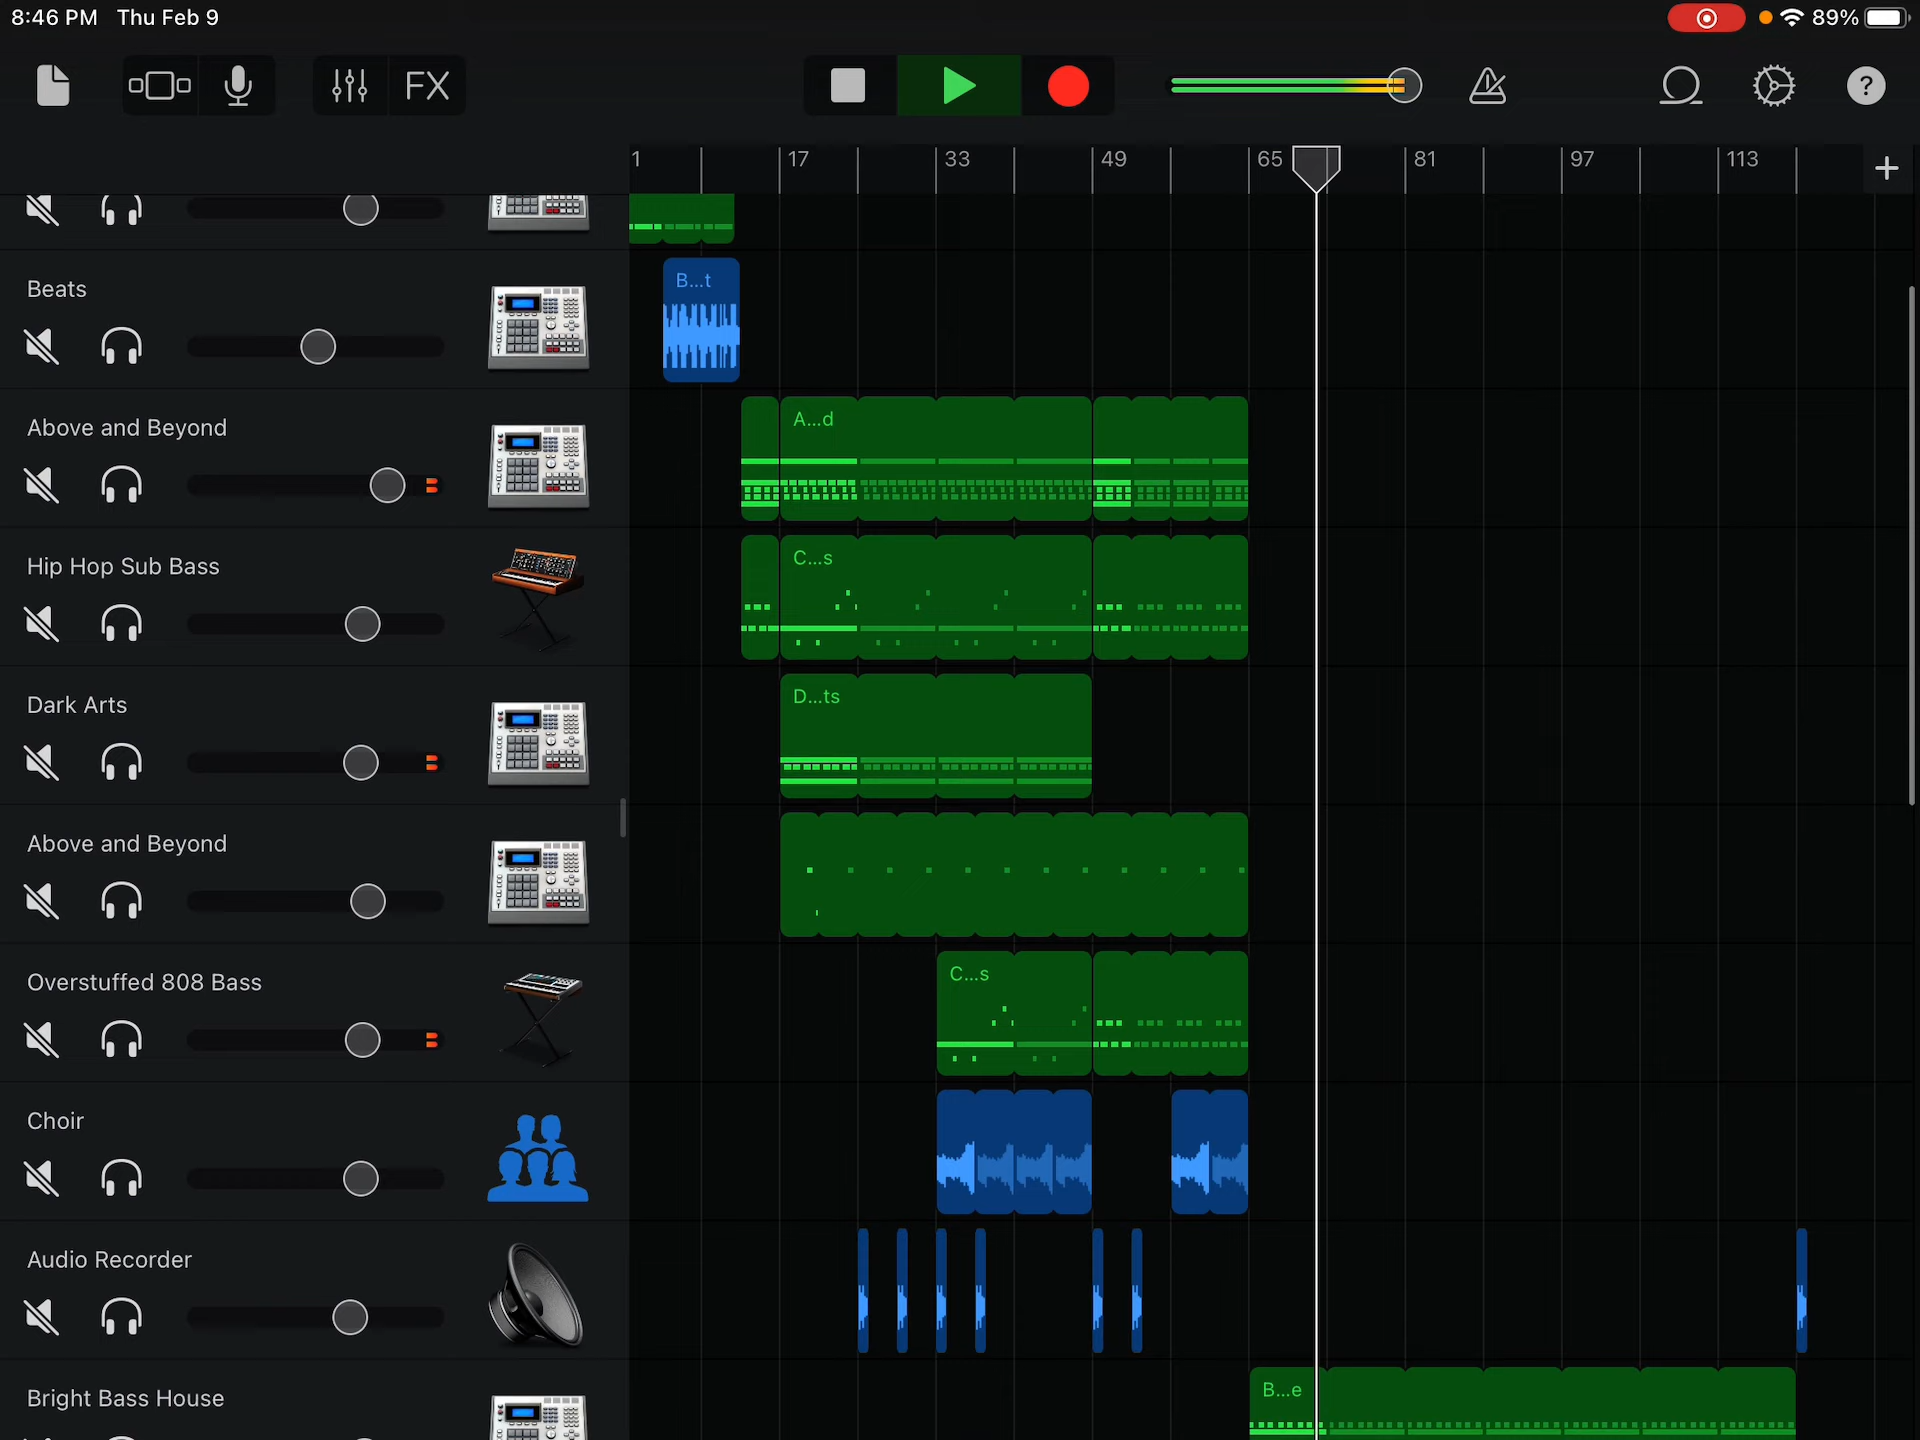 8:46 PM Thu Feb 9
89%
FX
?
1 17 33 49 65 81 97 113
+
Beats
B...t
Above and Beyond
A...d
Hip Hop Sub Bass
C...s
Dark Arts
D...ts
Above and Beyond
Overstuffed 808 Bass
C...s
Choir
Audio Recorder
Bright Bass House
B...e